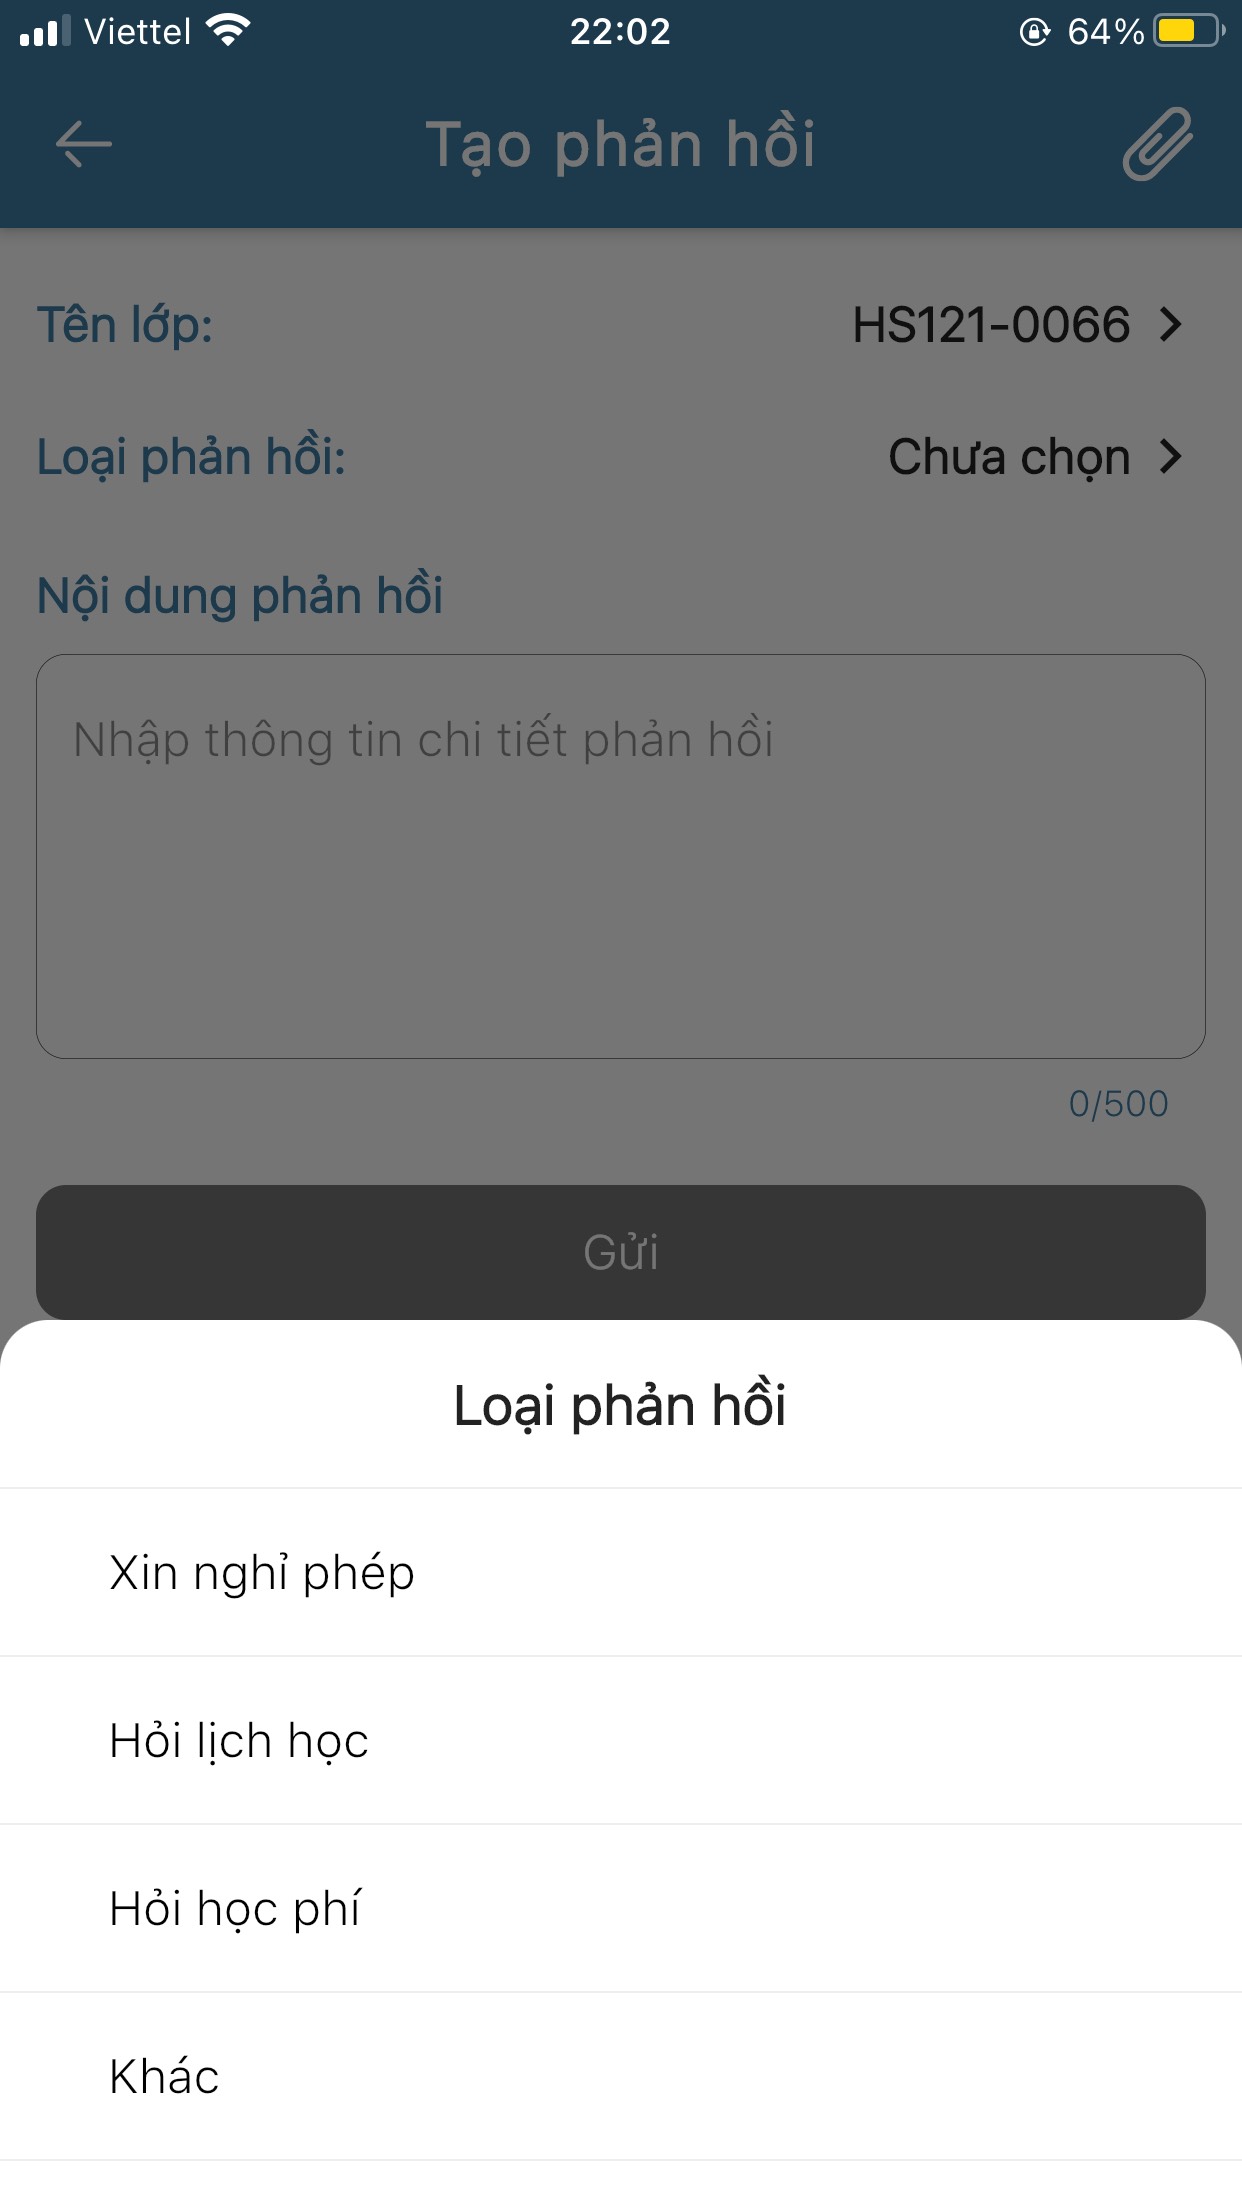 Viettel 22:02 64%
Tạo phản hồi
Tên lớp: HS121-0066
Loại phản hồi: Chưa chọn
Nội dung phản hồi
Nhập thông tin chi tiết phản hồi
0/500
Gửi
Loại phản hồi
Xin nghỉ phép
Hỏi lịch học
Hỏi học phí
Khác